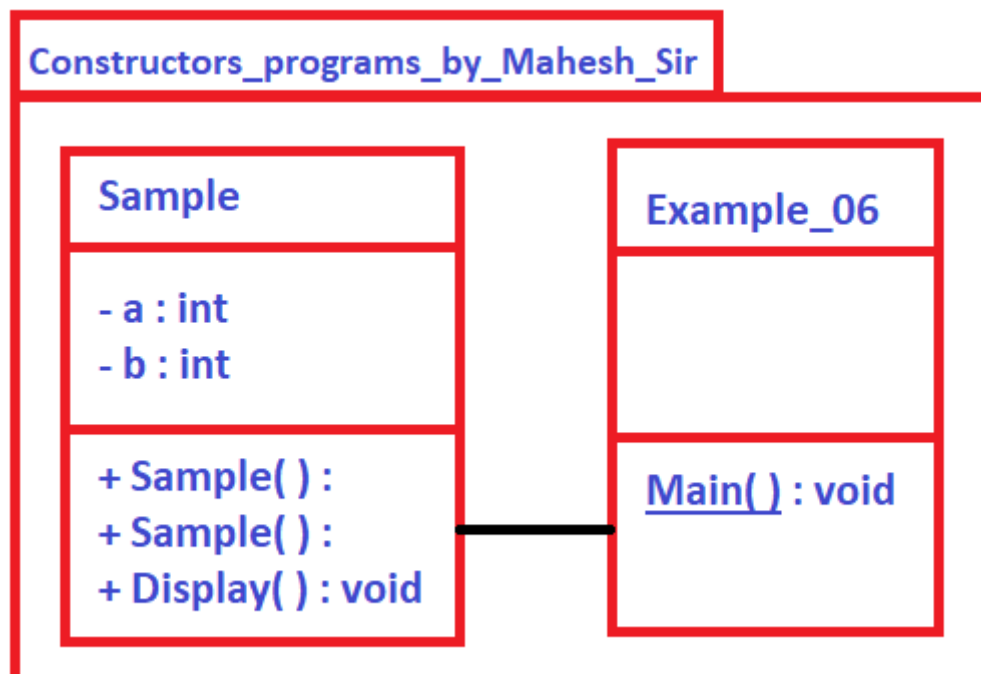 Constructors_programs_by_Mahesh_Sir
Sample
- a : int
- b : int
+ Sample( ) :
+ Sample( ) :
+ Display( ) : void
Example_06
Main( ) : void